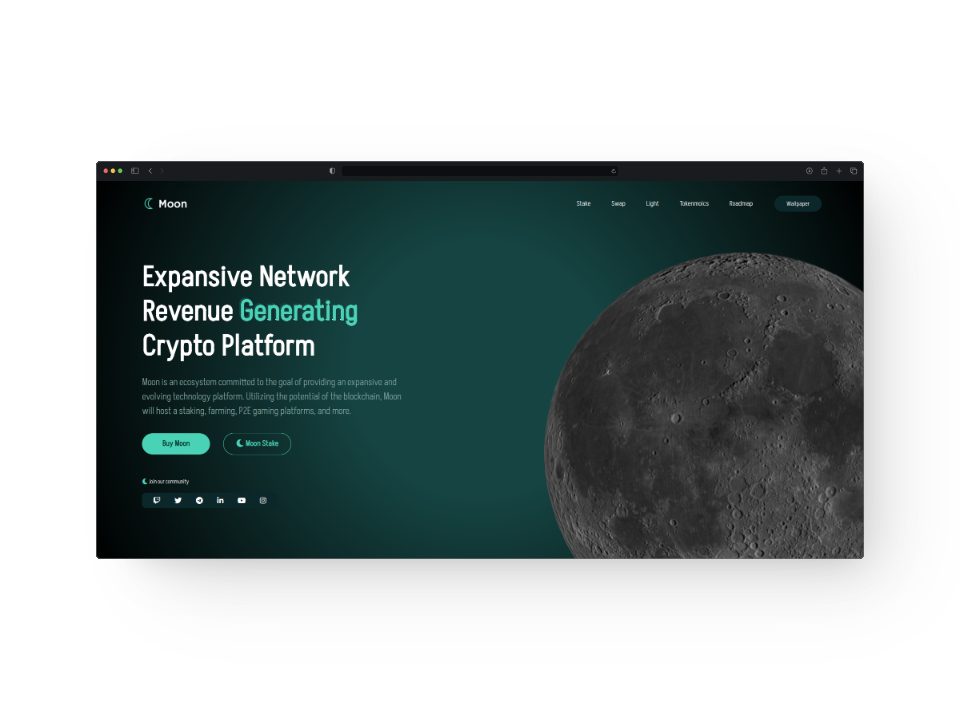 Moon
Stake Swap Light Tokenmoics Roadmap Wallpaper
Expansive Network
Revenue Generating
Crypto Platform
Moon is an ecosystem committed to the goal of providing an expansive and
evolving technology platform. Utilizing the potential of the blockchain, Moon
will host a staking, farming, P2E gaming platforms, and more.
Buy Moon
Moon Stake
Join our community